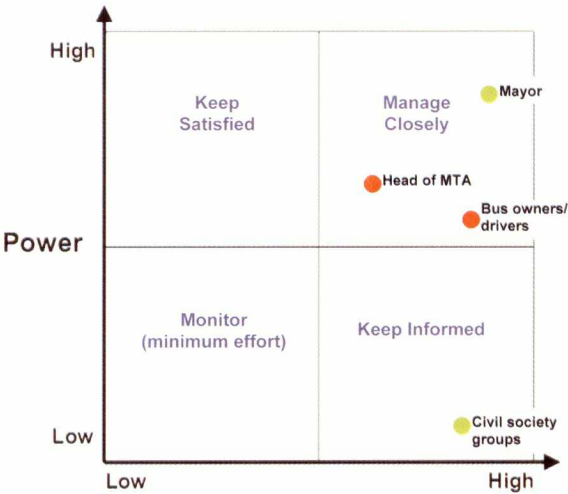 High
Keep
Satisfied
Manage
Closely
Mayor
Head of MTA
Bus owners/
drivers
Power
Monitor
(minimum effort)
Keep Informed
Civil society
groups
Low
Low
High